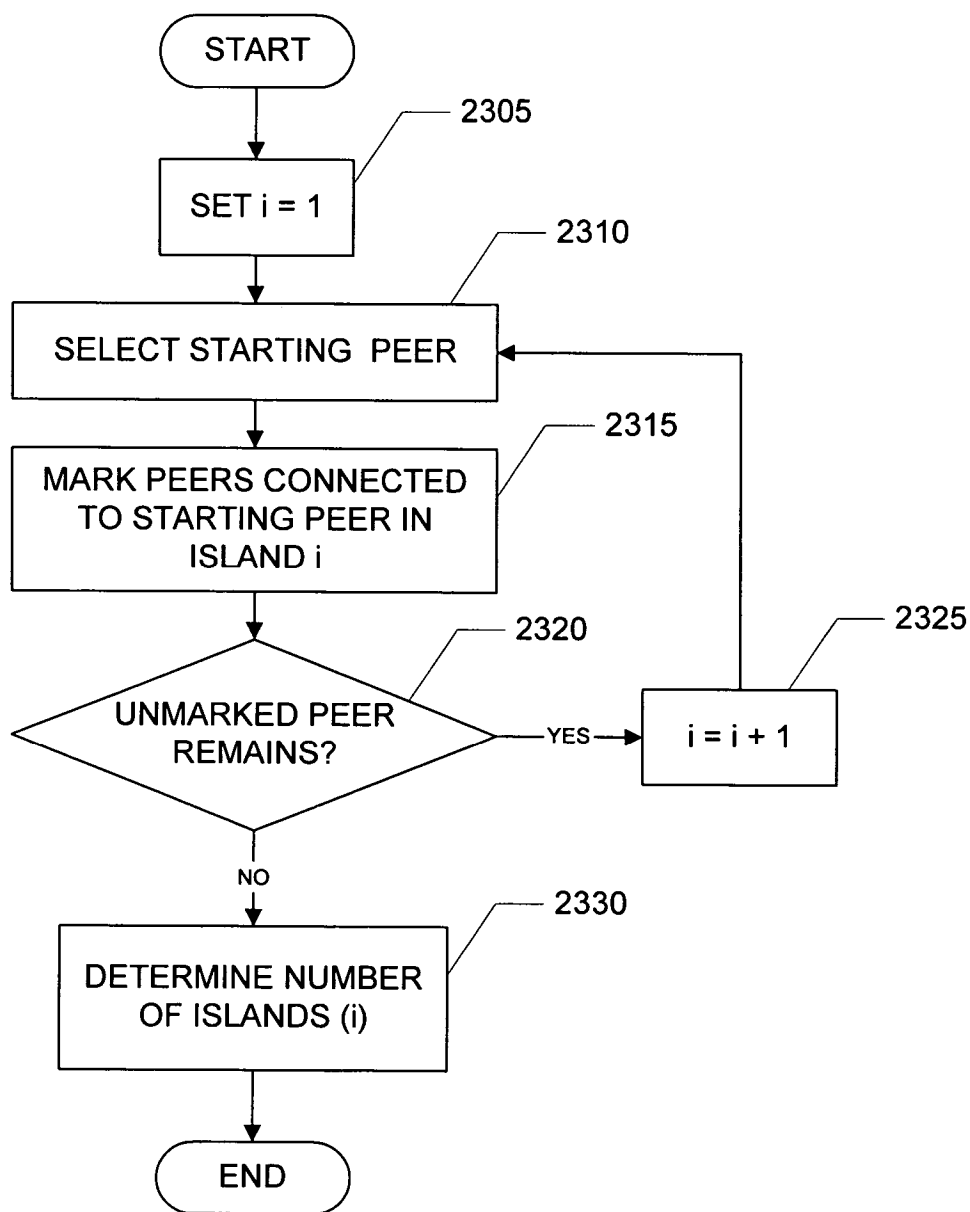 START
2305
SET i = 1
2310
SELECT STARTING PEER
2315
MARK PEERS CONNECTED
TO STARTING PEER IN
ISLAND i
2320
2325
UNMARKED PEER
REMAINS?
YES
i = i + 1
NO
2330
DETERMINE NUMBER
OF ISLANDS (i)
END